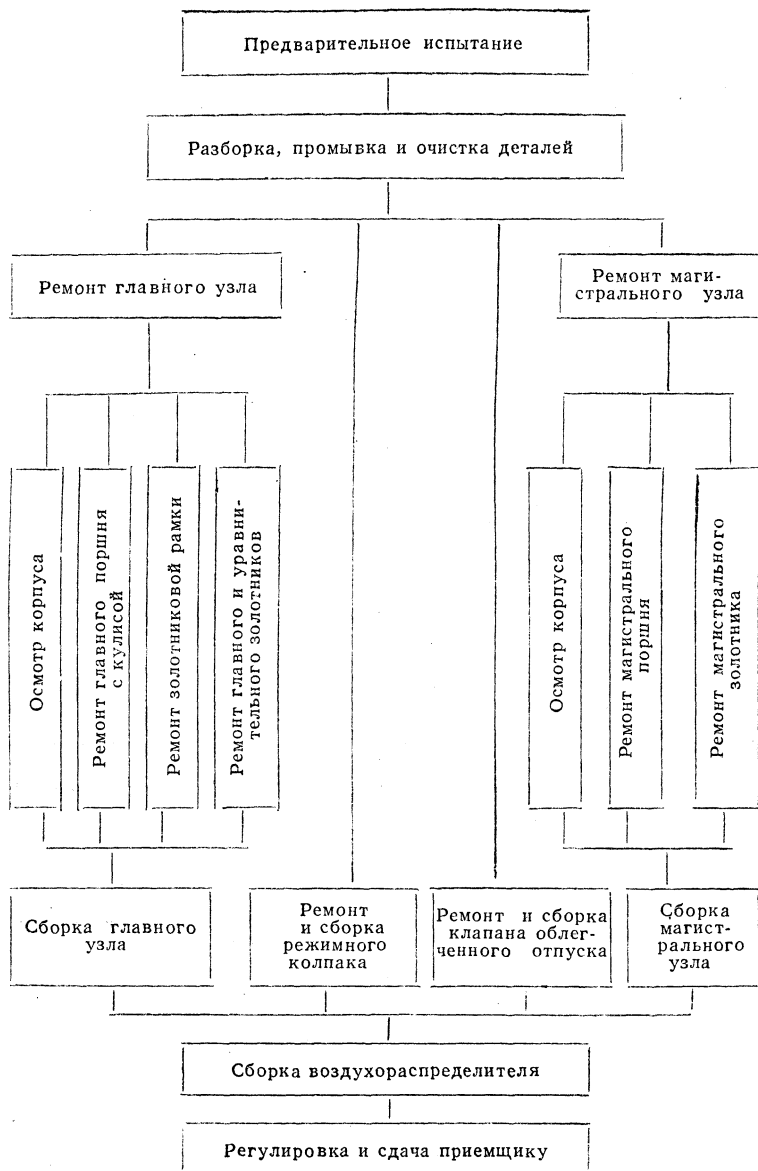 Предварительное испытание
Разборка, промывка и очистка деталей
Ремонт главного узла
Ремонт маги-
стрального узла
Осмотр корпуса
Ремонт главного поршня
с кулисой
Ремонт золотниковой рамки
Ремонт главного и уравни-
тельного золотников
Осмотр корпуса
Ремонт магистрального
поршня
Ремонт магистрального
золотника
Сборка главного
узла
Ремонт
и сборка
режимного
колпака
Ремонт и сборка
клапана облег-
ченного отпуска
Сборка
магист-
рального
узла
Сборка воздухораспределителя
Регулировка и сдача приемщику